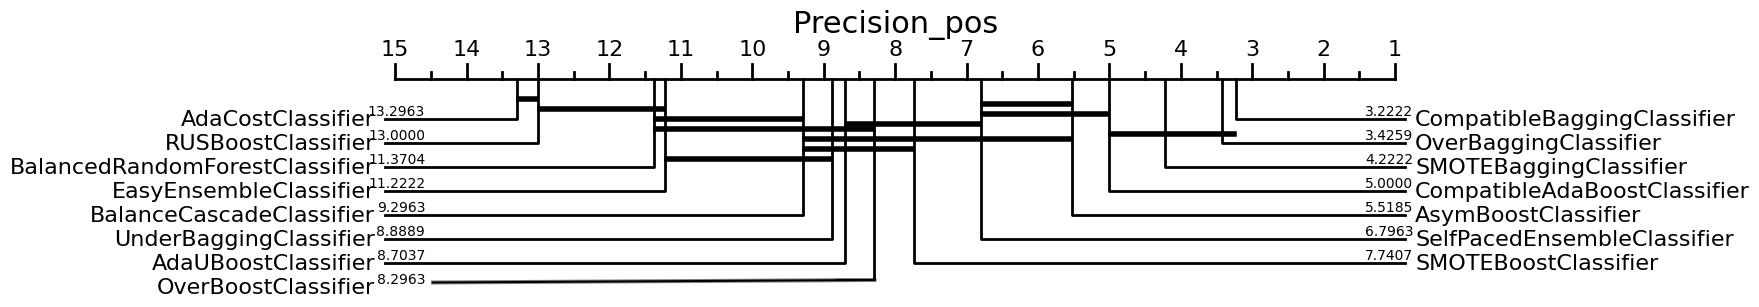 Precision_pos
15 14 13 12 11 10 9 8 7 6 5 4 3 2 1
AdaCostClassifier 13.2963
RUSBoostClassifier 13.0000
BalancedRandomForestClassifier 11.3704
EasyEnsembleClassifier 11.2222
BalanceCascadeClassifier 9.2963
UnderBaggingClassifier 8.8889
AdaUBoostClassifier 8.7037
OverBoostClassifier 8.2963
3.2222 CompatibleBaggingClassifier
3.4259 OverBaggingClassifier
4.2222 SMOTEBaggingClassifier
5.0000 CompatibleAdaBoostClassifier
5.5185 AsymBoostClassifier
6.7963 SelfPacedEnsembleClassifier
7.7407 SMOTEBoostClassifier